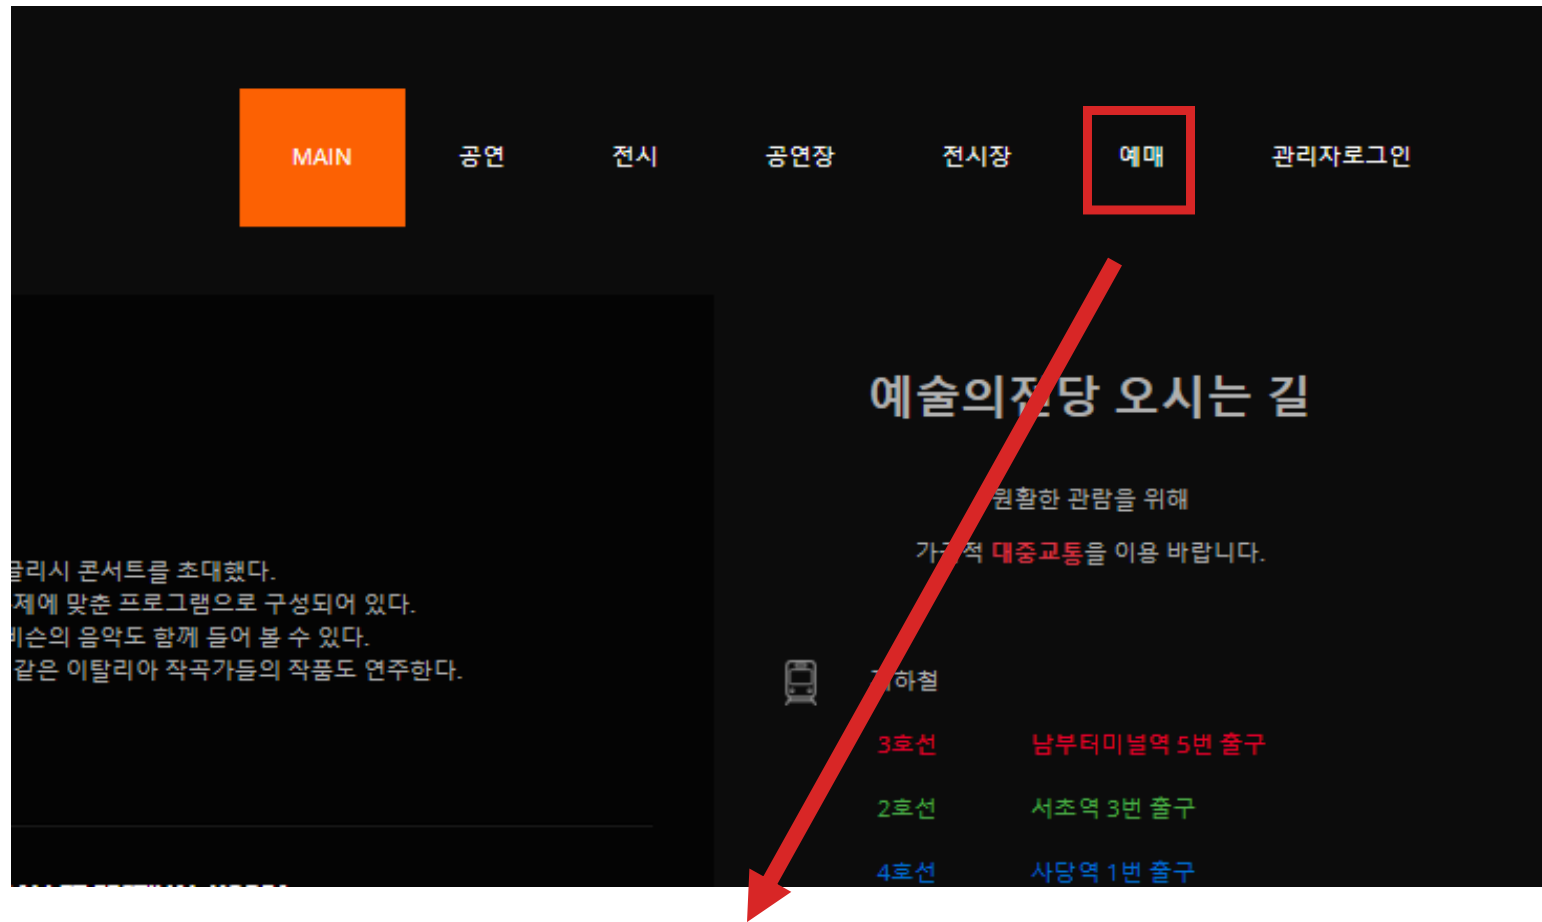 MAIN 공연 전시 공연장 전시장 예매 관리자로그인
예술의전당 오시는 길
원활한 관람을 위해
대중교통을 이용 바랍니다.
글리시 콘서트를 초대했다.
제에 맞춘 프로그램으로 구성되어 있다.
비슨의 음악도 함께 들어 볼 수 있다.
같은 이탈리아 작곡가들의 작품도 연주한다.
지하철
3호선 남부터미널역 5번 출구
2호선 서초역 3번 출구
4호선 사당역 1번 출구